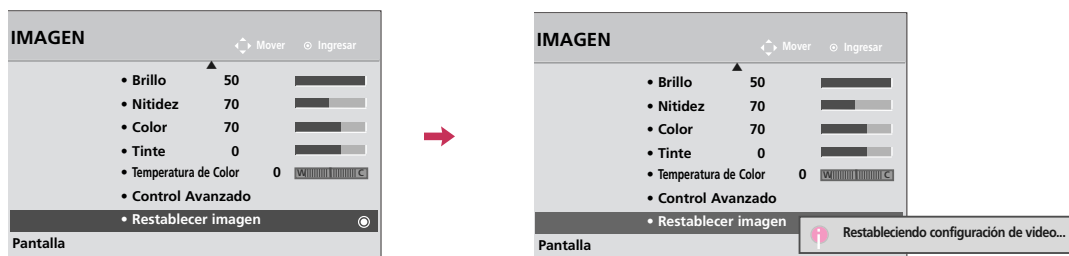 IMAGEN
Mover Ingresar
• Brillo 50
• Nitidez 70
• Color 70
• Tinte 0
• Temperatura de Color 0 W C
• Control Avanzado
• Restablecer imagen
Pantalla
IMAGEN
Mover Ingresar
• Brillo 50
• Nitidez 70
• Color 70
• Tinte 0
• Temperatura de Color 0 W C
• Control Avanzado
• Restablecer imagen
Pantalla
i Restableciendo configuración de video...